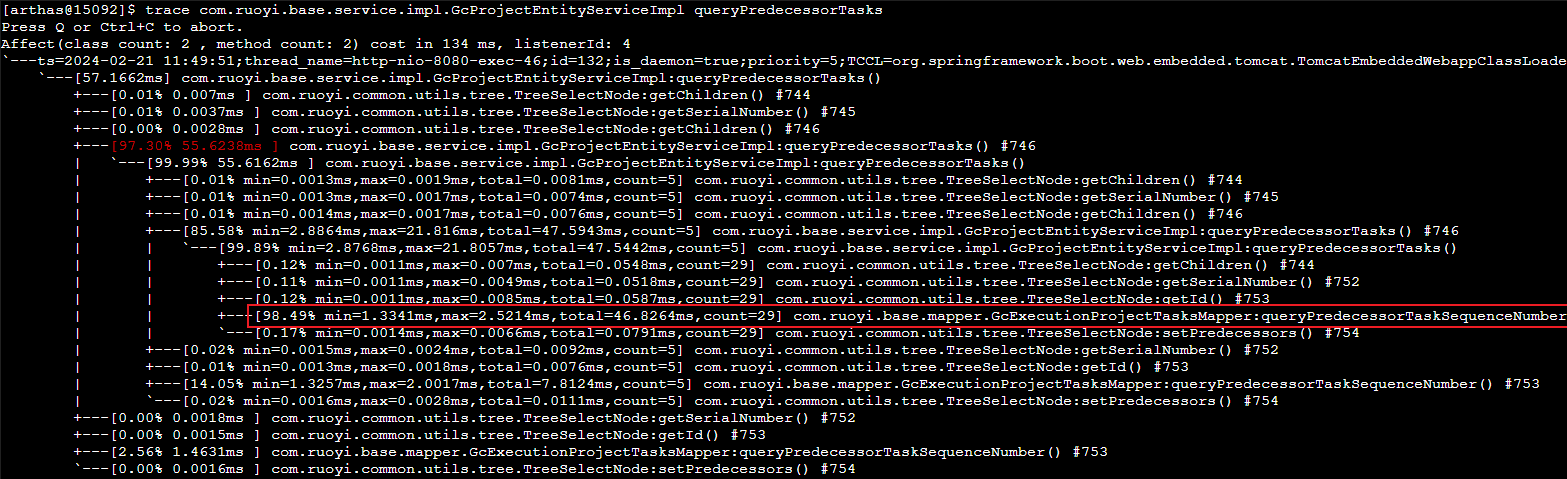 [arthas@15092]$ trace com.ruoyi.base.service.impl.GcProjectEntityServiceImpl queryPredecessorTasks
Press Q or Ctrl+C to abort.
Affect(class count: 2 , method count: 2) cost in 134 ms, listenerId: 4
`---ts=2024-02-21 11:49:51;thread_name=http-nio-8080-exec-46;id=132;is_daemon=true;priority=5;TCCL=org.springframework.boot.web.embedded.tomcat.TomcatEmbeddedWebappClassLoade
    `---[57.1662ms] com.ruoyi.base.service.impl.GcProjectEntityServiceImpl:queryPredecessorTasks()
        +---[0.01% 0.007ms ] com.ruoyi.common.utils.tree.TreeSelectNode:getChildren() #744
        +---[0.01% 0.0037ms ] com.ruoyi.common.utils.tree.TreeSelectNode:getSerialNumber() #745
        +---[0.00% 0.0028ms ] com.ruoyi.common.utils.tree.TreeSelectNode:getChildren() #746
        +---[97.30% 55.6238ms ] com.ruoyi.base.service.impl.GcProjectEntityServiceImpl:queryPredecessorTasks() #746
        |   `---[99.99% 55.6162ms ] com.ruoyi.base.service.impl.GcProjectEntityServiceImpl:queryPredecessorTasks()
        |       +---[0.01% min=0.0013ms,max=0.0019ms,total=0.0081ms,count=5] com.ruoyi.common.utils.tree.TreeSelectNode:getChildren() #744
        |       +---[0.01% min=0.0013ms,max=0.0017ms,total=0.0074ms,count=5] com.ruoyi.common.utils.tree.TreeSelectNode:getSerialNumber() #745
        |       +---[0.01% min=0.0014ms,max=0.0017ms,total=0.0076ms,count=5] com.ruoyi.common.utils.tree.TreeSelectNode:getChildren() #746
        |       +---[85.58% min=2.8864ms,max=21.816ms,total=47.5943ms,count=5] com.ruoyi.base.service.impl.GcProjectEntityServiceImpl:queryPredecessorTasks() #746
        |       |   `---[99.89% min=2.8768ms,max=21.8057ms,total=47.5442ms,count=5] com.ruoyi.base.service.impl.GcProjectEntityServiceImpl:queryPredecessorTasks()
        |       |       +---[0.12% min=0.0011ms,max=0.007ms,total=0.0548ms,count=29] com.ruoyi.common.utils.tree.TreeSelectNode:getChildren() #744
        |       |       +---[0.11% min=0.0011ms,max=0.0049ms,total=0.0518ms,count=29] com.ruoyi.common.utils.tree.TreeSelectNode:getSerialNumber() #752
        |       |       +---[0.12% min=0.0011ms,max=0.0085ms,total=0.0587ms,count=29] com.ruoyi.common.utils.tree.TreeSelectNode:getId() #753
        |       |       +---[98.49% min=1.3341ms,max=2.5214ms,total=46.8264ms,count=29] com.ruoyi.base.mapper.GcExecutionProjectTasksMapper:queryPredecessorTaskSequenceNumber
        |       |       `---[0.17% min=0.0014ms,max=0.0066ms,total=0.0791ms,count=29] com.ruoyi.common.utils.tree.TreeSelectNode:setPredecessors() #754
        |       +---[0.02% min=0.0015ms,max=0.0024ms,total=0.0092ms,count=5] com.ruoyi.common.utils.tree.TreeSelectNode:getSerialNumber() #752
        |       +---[0.01% min=0.0013ms,max=0.0018ms,total=0.0076ms,count=5] com.ruoyi.common.utils.tree.TreeSelectNode:getId() #753
        |       +---[14.05% min=1.3257ms,max=2.0017ms,total=7.8124ms,count=5] com.ruoyi.base.mapper.GcExecutionProjectTasksMapper:queryPredecessorTaskSequenceNumber() #753
        |       `---[0.02% min=0.0016ms,max=0.0028ms,total=0.0111ms,count=5] com.ruoyi.common.utils.tree.TreeSelectNode:setPredecessors() #754
        +---[0.00% 0.0018ms ] com.ruoyi.common.utils.tree.TreeSelectNode:getSerialNumber() #752
        +---[0.00% 0.0015ms ] com.ruoyi.common.utils.tree.TreeSelectNode:getId() #753
        +---[2.56% 1.4631ms ] com.ruoyi.base.mapper.GcExecutionProjectTasksMapper:queryPredecessorTaskSequenceNumber() #753
        `---[0.00% 0.0016ms ] com.ruoyi.common.utils.tree.TreeSelectNode:setPredecessors() #754